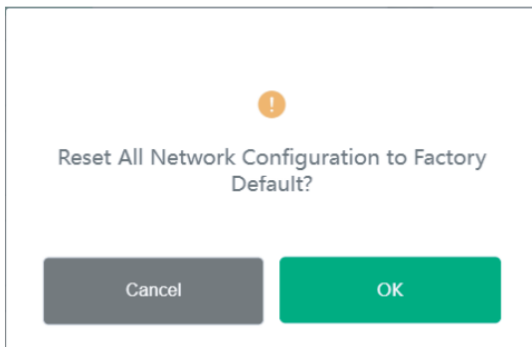 !
Reset All Network Configuration to Factory
Default?
Cancel
OK